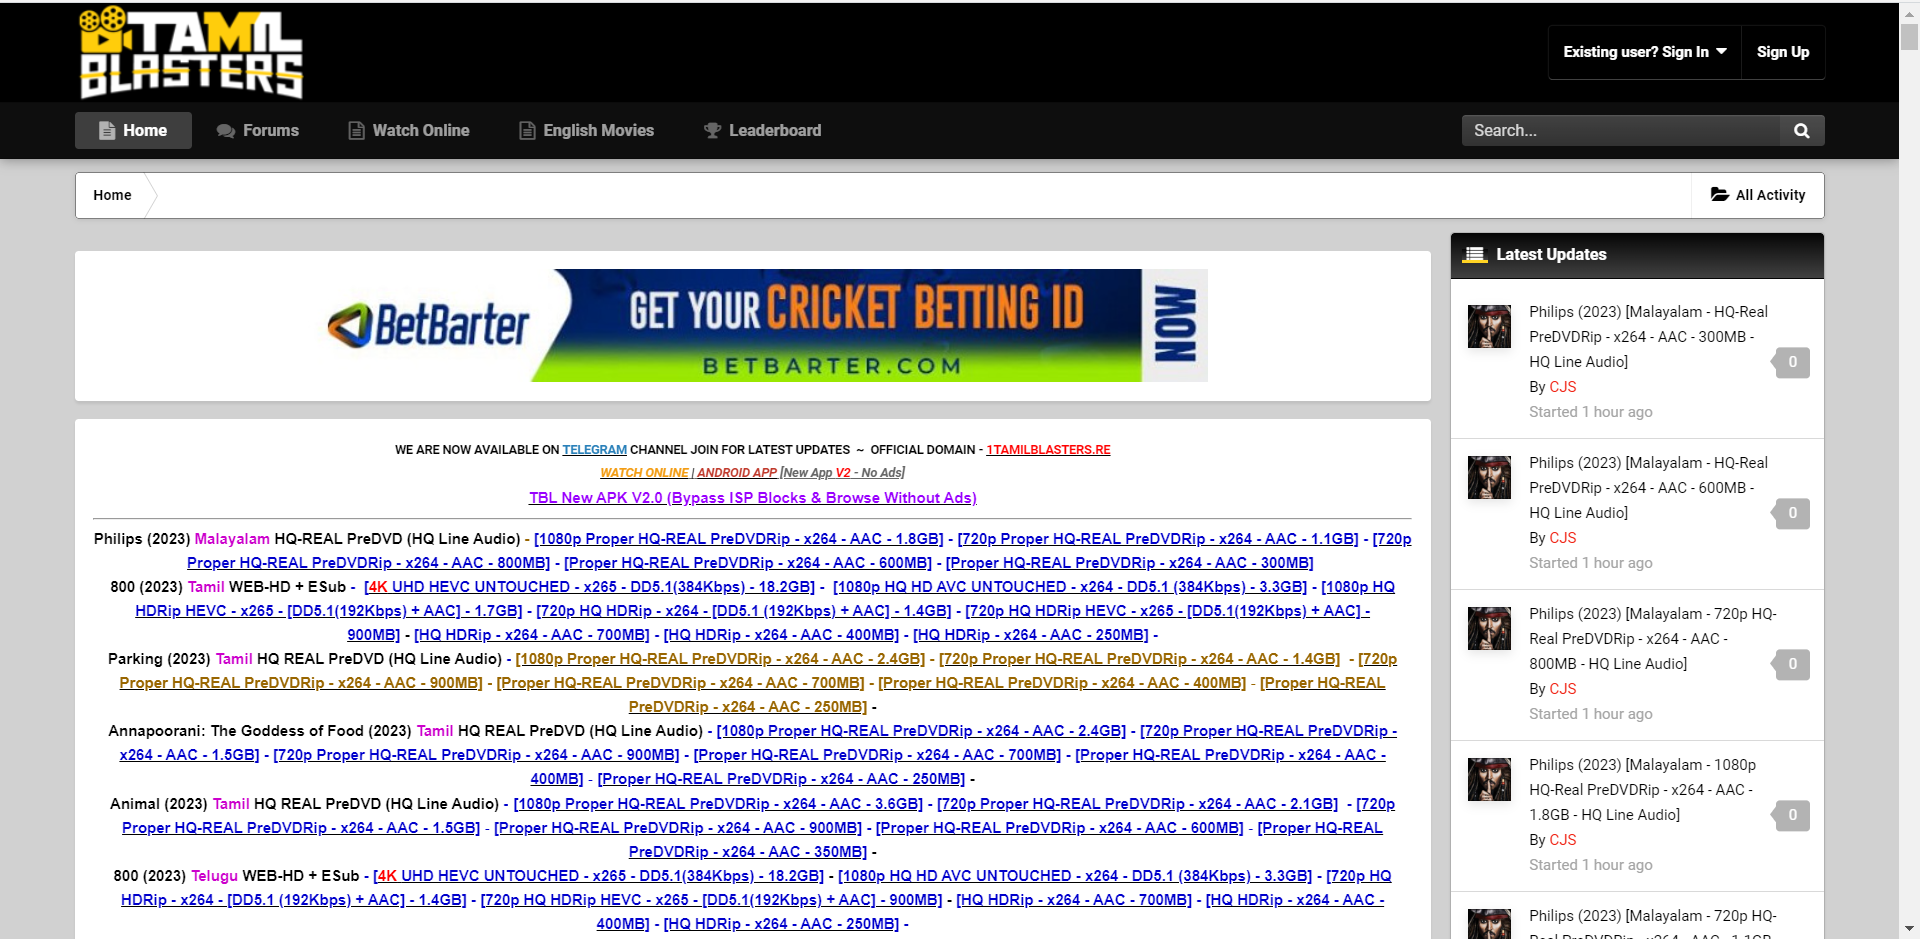 TAMIL
BLASTERS
Existing user? Sign In
Sign Up
Home
Forums
Watch Online
English Movies
Leaderboard
Search...
Home
All Activity
BetBarter
GET YOUR CRICKET BETTING ID
BETBARTER.COM
NOW
WE ARE NOW AVAILABLE ON TELEGRAM CHANNEL JOIN FOR LATEST UPDATES ~ OFFICIAL DOMAIN - 1TAMILBLASTERS.RE
WATCH ONLINE | ANDROID APP [New App V2 - No Ads]
TBL New APK V2.0 (Bypass ISP Blocks & Browse Without Ads)
Philips (2023) Malayalam HQ-REAL PreDVD (HQ Line Audio) - [1080p Proper HQ-REAL PreDVDRip - x264 - AAC - 1.8GB] - [720p Proper HQ-REAL PreDVDRip - x264 - AAC - 1.1GB] - [720p
Proper HQ-REAL PreDVDRip - x264 - AAC - 800MB] - [Proper HQ-REAL PreDVDRip - x264 - AAC - 600MB] - [Proper HQ-REAL PreDVDRip - x264 - AAC - 300MB]
800 (2023) Tamil WEB-HD + ESub - [4K UHD HEVC UNTOUCHED - x265 - DD5.1(384Kbps) - 18.2GB] - [1080p HQ HD AVC UNTOUCHED - x264 - DD5.1 (384Kbps) - 3.3GB] - [1080p HQ
HDRip HEVC - x265 - [DD5.1(192Kbps) + AAC] - 1.7GB] - [720p HQ HDRip - x264 - [DD5.1 (192Kbps) + AAC] - 1.4GB] - [720p HQ HDRip HEVC - x265 - [DD5.1(192Kbps) + AAC] -
900MB] - [HQ HDRip - x264 - AAC - 700MB] - [HQ HDRip - x264 - AAC - 400MB] - [HQ HDRip - x264 - AAC - 250MB] -
Parking (2023) Tamil HQ REAL PreDVD (HQ Line Audio) - [1080p Proper HQ-REAL PreDVDRip - x264 - AAC - 2.4GB] - [720p Proper HQ-REAL PreDVDRip - x264 - AAC - 1.4GB] - [720p
Proper HQ-REAL PreDVDRip - x264 - AAC - 900MB] - [Proper HQ-REAL PreDVDRip - x264 - AAC - 700MB] - [Proper HQ-REAL PreDVDRip - x264 - AAC - 400MB] - [Proper HQ-REAL
PreDVDRip - x264 - AAC - 250MB] -
Annapoorani: The Goddess of Food (2023) Tamil HQ REAL PreDVD (HQ Line Audio) - [1080p Proper HQ-REAL PreDVDRip - x264 - AAC - 2.4GB] - [720p Proper HQ-REAL PreDVDRip -
x264 - AAC - 1.5GB] - [720p Proper HQ-REAL PreDVDRip - x264 - AAC - 900MB] - [Proper HQ-REAL PreDVDRip - x264 - AAC - 700MB] - [Proper HQ-REAL PreDVDRip - x264 - AAC -
400MB] - [Proper HQ-REAL PreDVDRip - x264 - AAC - 250MB] -
Animal (2023) Tamil HQ REAL PreDVD (HQ Line Audio) - [1080p Proper HQ-REAL PreDVDRip - x264 - AAC - 3.6GB] - [720p Proper HQ-REAL PreDVDRip - x264 - AAC - 2.1GB] - [720p
Proper HQ-REAL PreDVDRip - x264 - AAC - 1.5GB] - [Proper HQ-REAL PreDVDRip - x264 - AAC - 900MB] - [Proper HQ-REAL PreDVDRip - x264 - AAC - 600MB] - [Proper HQ-REAL
PreDVDRip - x264 - AAC - 350MB] -
800 (2023) Telugu WEB-HD + ESub - [4K UHD HEVC UNTOUCHED - x265 - DD5.1(384Kbps) - 18.2GB] - [1080p HQ HD AVC UNTOUCHED - x264 - DD5.1 (384Kbps) - 3.3GB] - [720p HQ
HDRip - x264 - [DD5.1 (192Kbps) + AAC] - 1.4GB] - [720p HQ HDRip HEVC - x265 - [DD5.1(192Kbps) + AAC] - 900MB] - [HQ HDRip - x264 - AAC - 700MB] - [HQ HDRip - x264 - AAC -
400MB] - [HQ HDRip - x264 - AAC - 250MB] -
Latest Updates
Philips (2023) [Malayalam - HQ-Real
PreDVDRip - x264 - AAC - 300MB -
HQ Line Audio]
0
By CJS
Started 1 hour ago
Philips (2023) [Malayalam - HQ-Real
PreDVDRip - x264 - AAC - 600MB -
HQ Line Audio]
0
By CJS
Started 1 hour ago
Philips (2023) [Malayalam - 720p HQ-
Real PreDVDRip - x264 - AAC -
800MB - HQ Line Audio]
0
By CJS
Started 1 hour ago
Philips (2023) [Malayalam - 1080p
HQ-Real PreDVDRip - x264 - AAC -
1.8GB - HQ Line Audio]
0
By CJS
Started 1 hour ago
Philips (2023) [Malayalam - 720p HQ-
Real PreDVDRip - x264 - AAC - 1.1GB